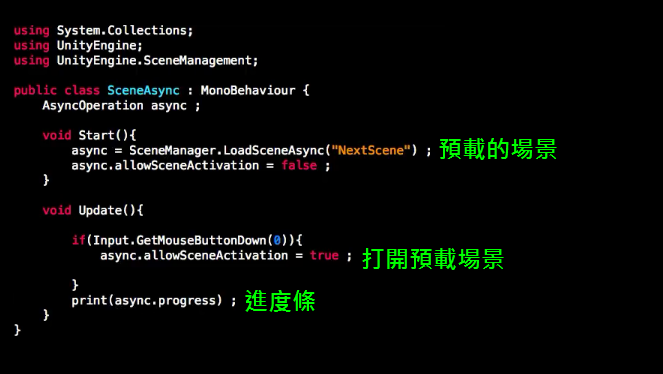 using System.Collections;
using UnityEngine;
using UnityEngine.SceneManagement;
public class SceneAsync : MonoBehaviour {
AsyncOperation async ;
void Start(){
async = SceneManager.LoadSceneAsync("NextScene") ; 預載的場景
async.allowSceneActivation = false ;
}
void Update(){
if(Input.GetMouseButtonDown(0)){
async.allowSceneActivation = true ; 打開預載場景
}
print(async.progress) ; 進度條
}
}